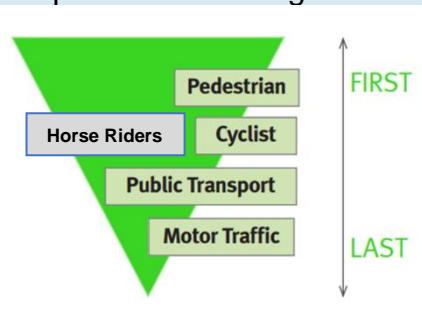 Pedestrian
FIRST
Horse Riders
Cyclist
Public Transport
Motor Traffic
LAST